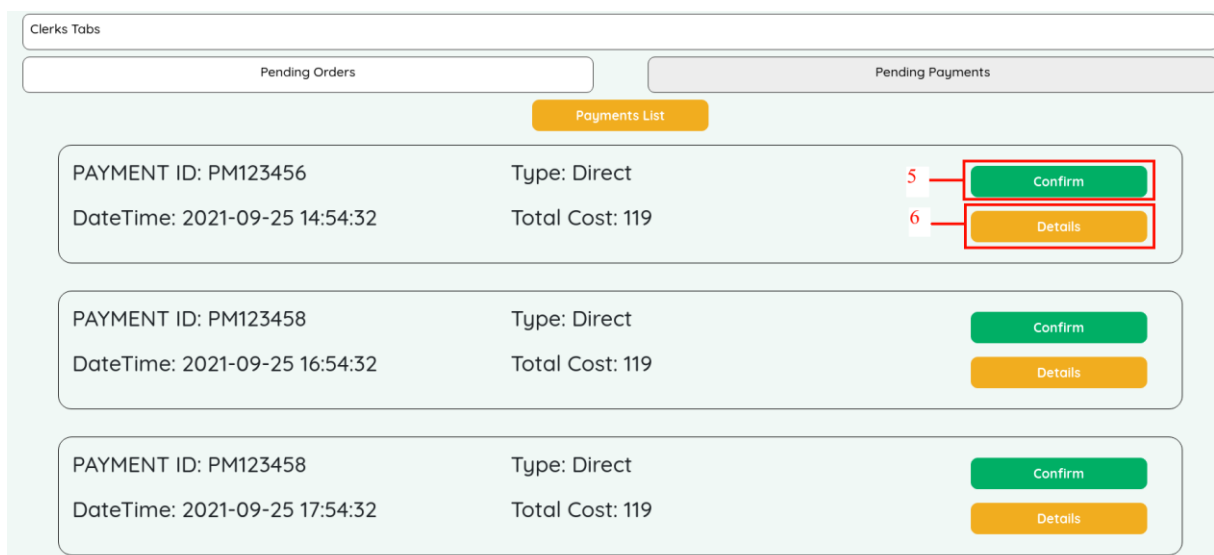 Clerks Tabs
Pending Orders Pending Payments
Payments List
PAYMENT ID: PM123456 Type: Direct 5 Confirm
DateTime: 2021-09-25 14:54:32 Total Cost: 119 6 Details
PAYMENT ID: PM123458 Type: Direct Confirm
DateTime: 2021-09-25 16:54:32 Total Cost: 119 Details
PAYMENT ID: PM123458 Type: Direct Confirm
DateTime: 2021-09-25 17:54:32 Total Cost: 119 Details